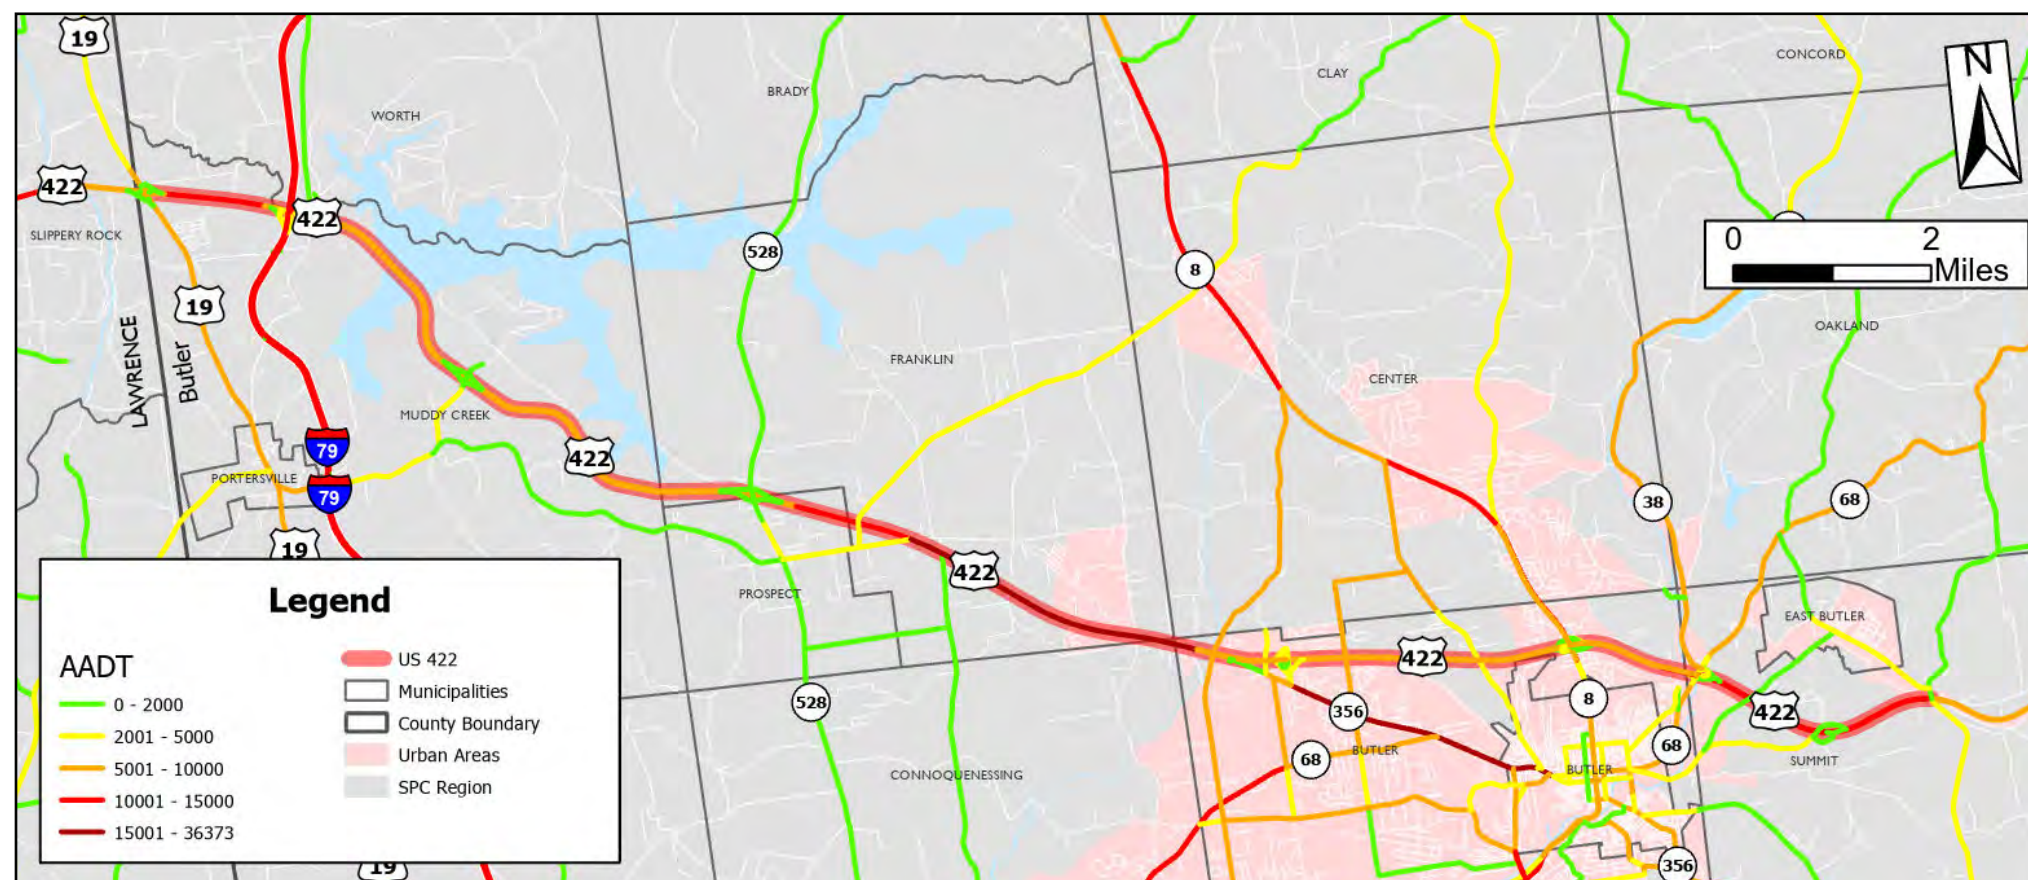 19
CONCORD
CLAY
N
BRADY
WORTH
422
422
SLIPPERY ROCK
0 2
Miles
528
8
19
OAKLAND
LAWRENCE
Butler
FRANKLIN
CENTER
MUDDY CREEK
79
422
PORTERSVILLE
79
38
68
19
422
PROSPECT
EAST BUTLER
422
528
8
356
422
68
68
BUTLER
BUTLER
SUMMIT
CONNOQUENESSING
356
19
Legend
AADT
0 - 2000
2001 - 5000
5001 - 10000
10001 - 15000
15001 - 36373
US 422
Municipalities
County Boundary
Urban Areas
SPC Region